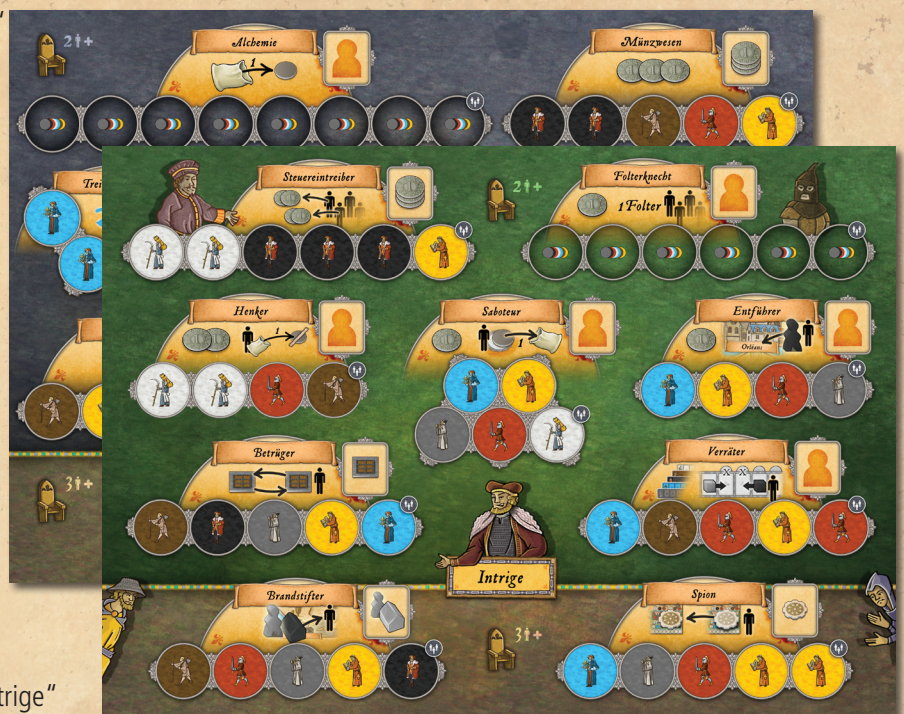 2 +
Alchemie
1
Münzwesen
Steuereintreiber
2 +
Folterknecht
1 Folter
Henker
1
Saboteur
1
Entführer
Orléans
Betrüger
Verräter
X X
3 +
Intrige
Brandstifter
3 +
Spion
trige"